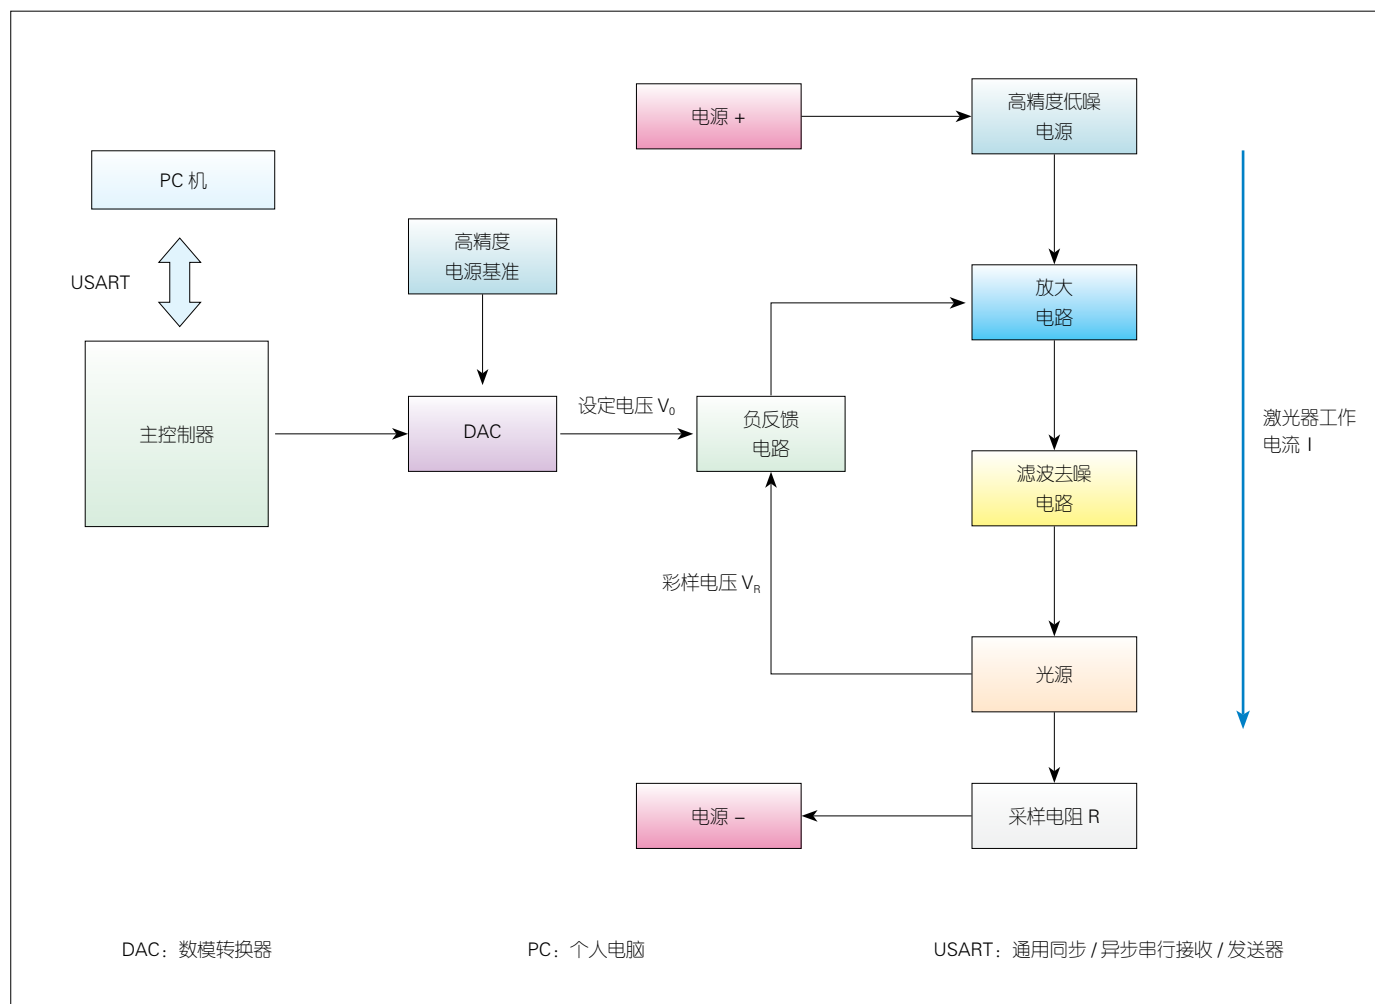 电源 +
高精度低噪
电源
PC 机
高精度
电源基准
USART
放大
电路
主控制器
DAC
设定电压 V₀
负反馈
电路
激光器工作
电流 I
滤波去噪
电路
彩样电压 Vᴿ
光源
电源 −
采样电阻 R
DAC：数模转换器
PC：个人电脑
USART：通用同步 / 异步串行接收 / 发送器